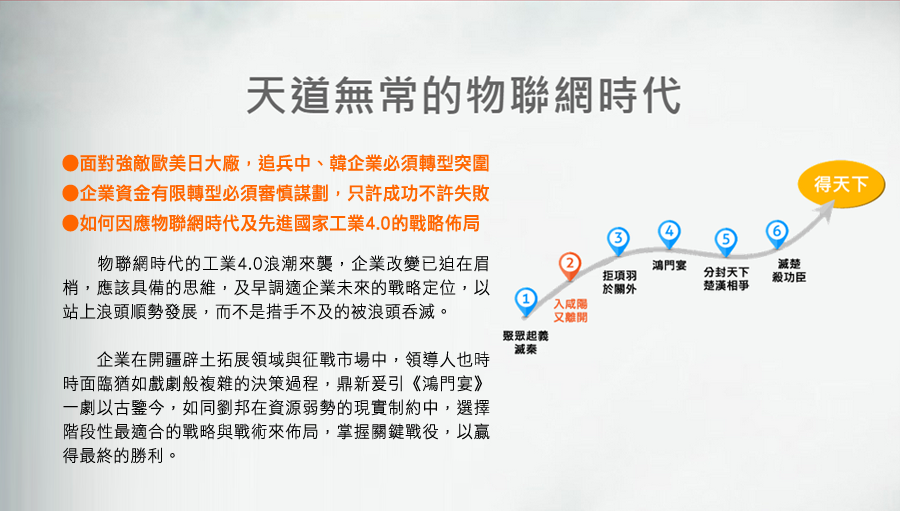 天道無常的物聯網時代
●面對強敵歐美日大廠，追兵中、韓企業必須轉型突圍
●企業資金有限轉型必須審慎謀劃，只許成功不許失敗
●如何因應物聯網時代及先進國家工業4.0的戰略佈局
物聯網時代的工業4.0浪潮來襲，企業改變已迫在眉
梢，應該具備的思維，及早調適企業未來的戰略定位，以
站上浪頭順勢發展，而不是措手不及的被浪頭吞滅。
企業在開疆辟土拓展領域與征戰市場中，領導人也時
時面臨猶如戲劇般複雜的決策過程，鼎新爰引《鴻門宴》
一劇以古鑒今，如同劉邦在資源弱勢的現實制約中，選擇
階段性最適合的戰略與戰術來佈局，掌握關鍵戰役，以贏
得最終的勝利。
1
聚眾起義
滅秦
2
入咸陽
又離開
3
拒項羽
於關外
4
鴻門宴
5
分封天下
楚漢相爭
6
滅楚
殺功臣
得天下